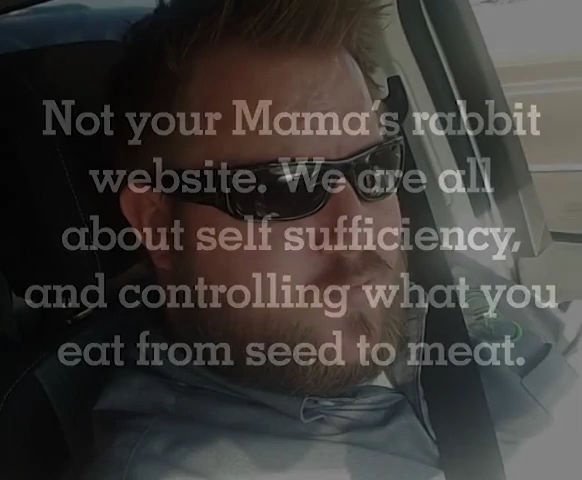 Not your Mama's rabbit
website. We are all
about self sufficiency,
and controlling what you
eat from seed to meat.